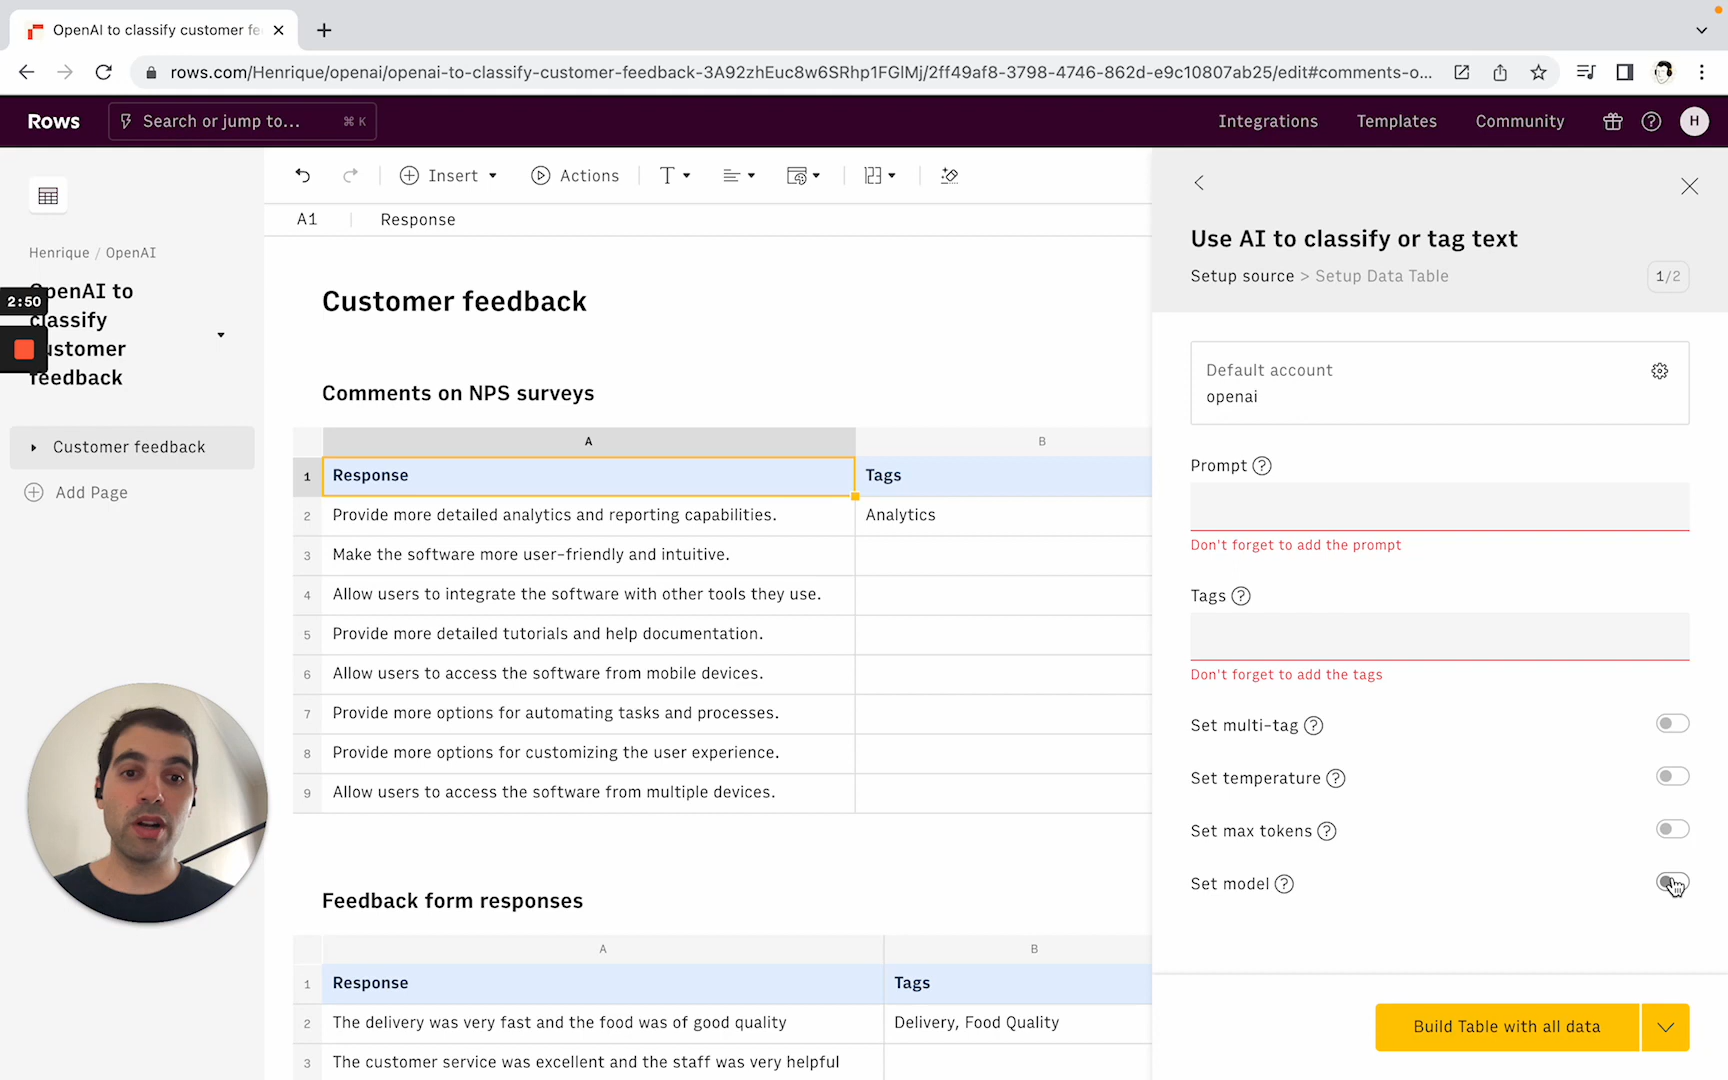 OpenAI to classify customer fe
rows.com/Henrique/openai/openai-to-classify-customer-feedback-3A92zhEuc8w6SRhp1FGlMj/2ff49af8-3798-4746-862d-e9c10807ab25/edit#comments-o...
Rows
Search or jump to...
⌘ K
Integrations
Templates
Community
H
Henrique / OpenAI
OpenAI to
classify
customer
feedback
2:50
Customer feedback
Add Page
Insert
Actions
A1
Response
Customer feedback
Comments on NPS surveys
A
B
1 Response Tags
2 Provide more detailed analytics and reporting capabilities. Analytics
3 Make the software more user-friendly and intuitive.
4 Allow users to integrate the software with other tools they use.
5 Provide more detailed tutorials and help documentation.
6 Allow users to access the software from mobile devices.
7 Provide more options for automating tasks and processes.
8 Provide more options for customizing the user experience.
9 Allow users to access the software from multiple devices.
Feedback form responses
A
B
1 Response Tags
2 The delivery was very fast and the food was of good quality Delivery, Food Quality
3 The customer service was excellent and the staff was very helpful
Use AI to classify or tag text
Setup source > Setup Data Table
1/2
Default account
openai
Prompt ?
Don't forget to add the prompt
Tags ?
Don't forget to add the tags
Set multi-tag ?
Set temperature ?
Set max tokens ?
Set model ?
Build Table with all data